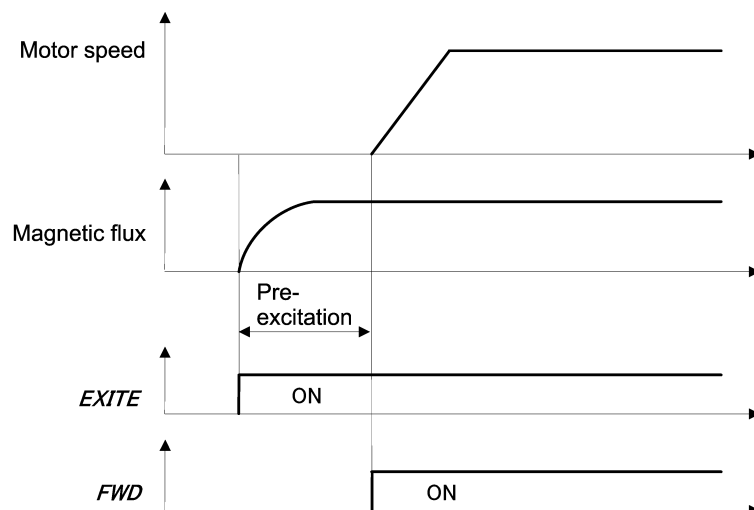 Motor speed
Magnetic flux
Pre-
excitation
EXITE
ON
FWD
ON